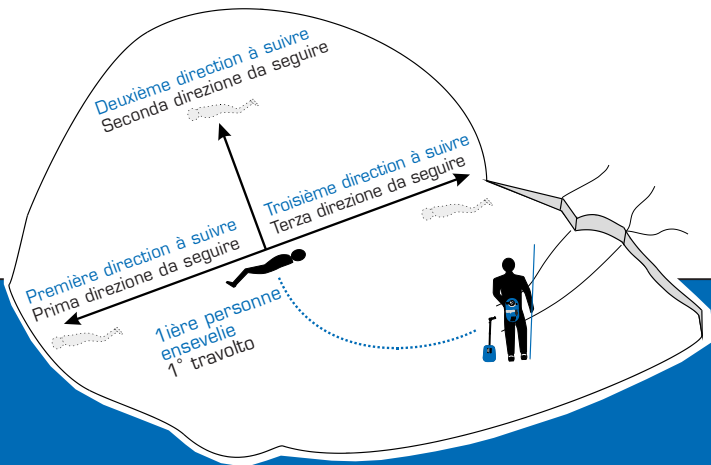 Deuxième direction à suivre
Seconda direzione da seguire
Troisième direction à suivre
Terza direzione da seguire
Première direction à suivre
Prima direzione da seguire
1ière personne
ensevelie
1° travolto